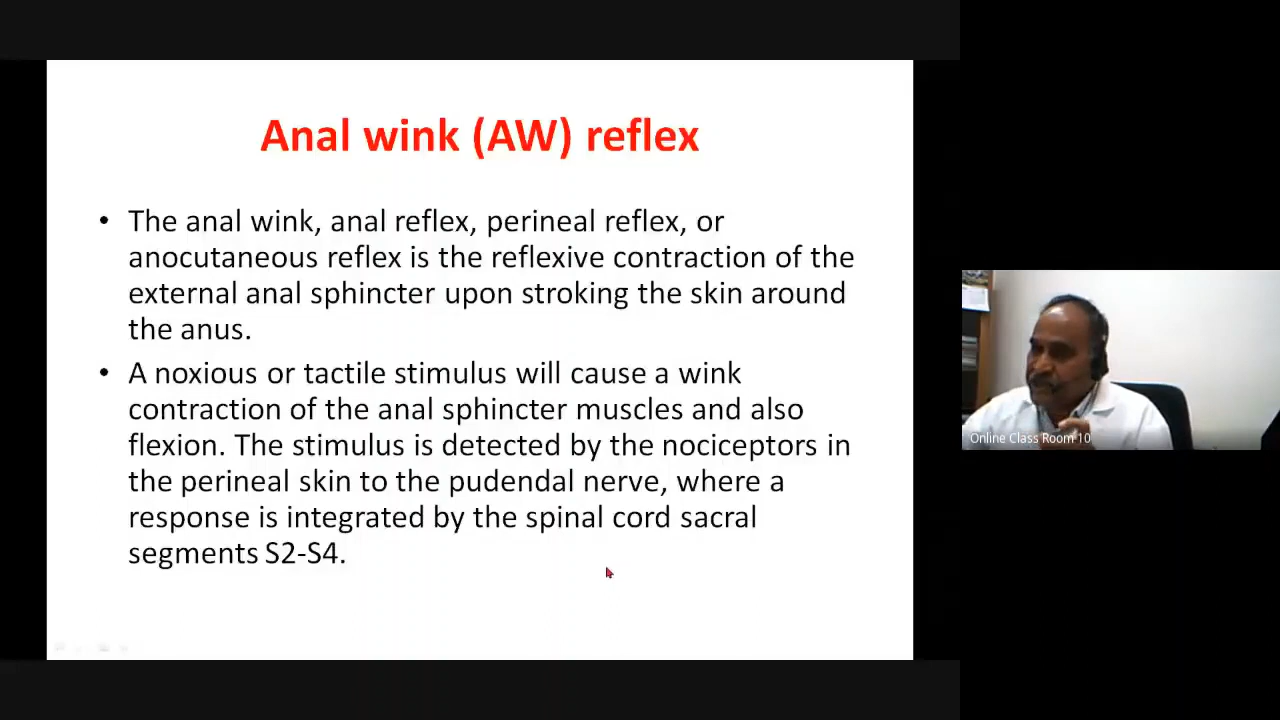 Anal wink (AW) reflex
• The anal wink, anal reflex, perineal reflex, or
anocutaneous reflex is the reflexive contraction of the
external anal sphincter upon stroking the skin around
the anus.
• A noxious or tactile stimulus will cause a wink
contraction of the anal sphincter muscles and also
flexion. The stimulus is detected by the nociceptors in
the perineal skin to the pudendal nerve, where a
response is integrated by the spinal cord sacral
segments S2-S4.
Online Class Room 10